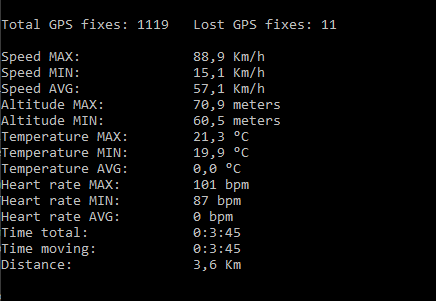 Total GPS fixes: 1119   Lost GPS fixes: 11
Speed MAX:              88,9 Km/h
Speed MIN:              15,1 Km/h
Speed AVG:              57,1 Km/h
Altitude MAX:           70,9 meters
Altitude MIN:           60,5 meters
Temperature MAX:        21,3 ºC
Temperature MIN:        19,9 ºC
Temperature AVG:        0,0 ºC
Heart rate MAX:         101 bpm
Heart rate MIN:         87 bpm
Heart rate AVG:         0 bpm
Time total:             0:3:45
Time moving:            0:3:45
Distance:               3,6 Km